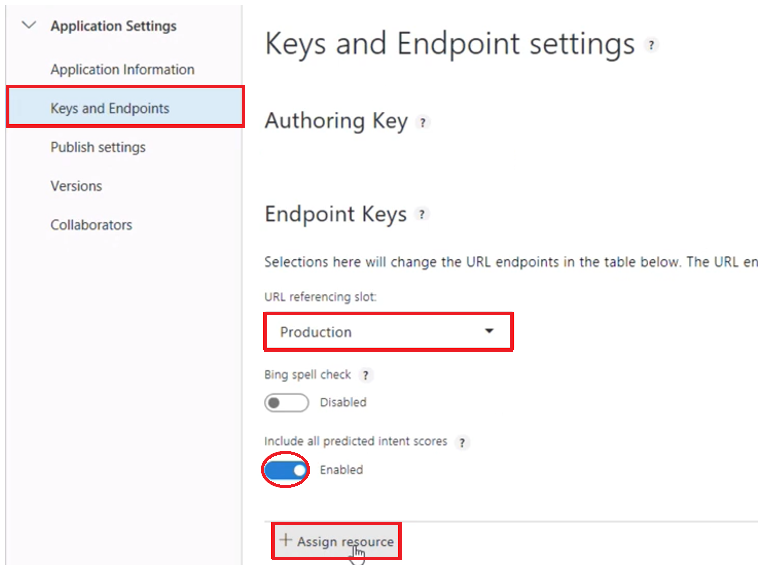 Application Settings
Application Information
Keys and Endpoints
Publish settings
Versions
Collaborators
Keys and Endpoint settings ?
Authoring Key ?
Endpoint Keys ?
Selections here will change the URL endpoints in the table below. The URL en
URL referencing slot:
Production
Bing spell check ?
Disabled
Include all predicted intent scores ?
Enabled
+ Assign resource